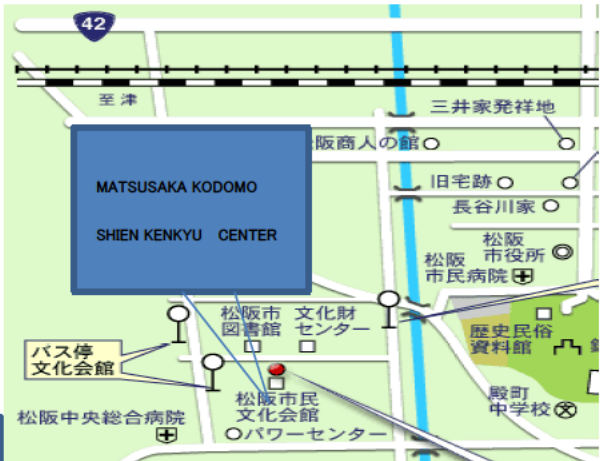 42
至津
三井家発祥地
阪商人の館
旧宅跡
長谷川家
MATSUSAKA KODOMO
SHIEN KENKYU CENTER
松阪
市役所
松阪
市民病院
松阪市
図書館
文化財
センター
歴史民俗
資料館
バス停
文化会館
松阪市民
文化会館
殿町
中学校
松阪中央総合病院
パワーセンター